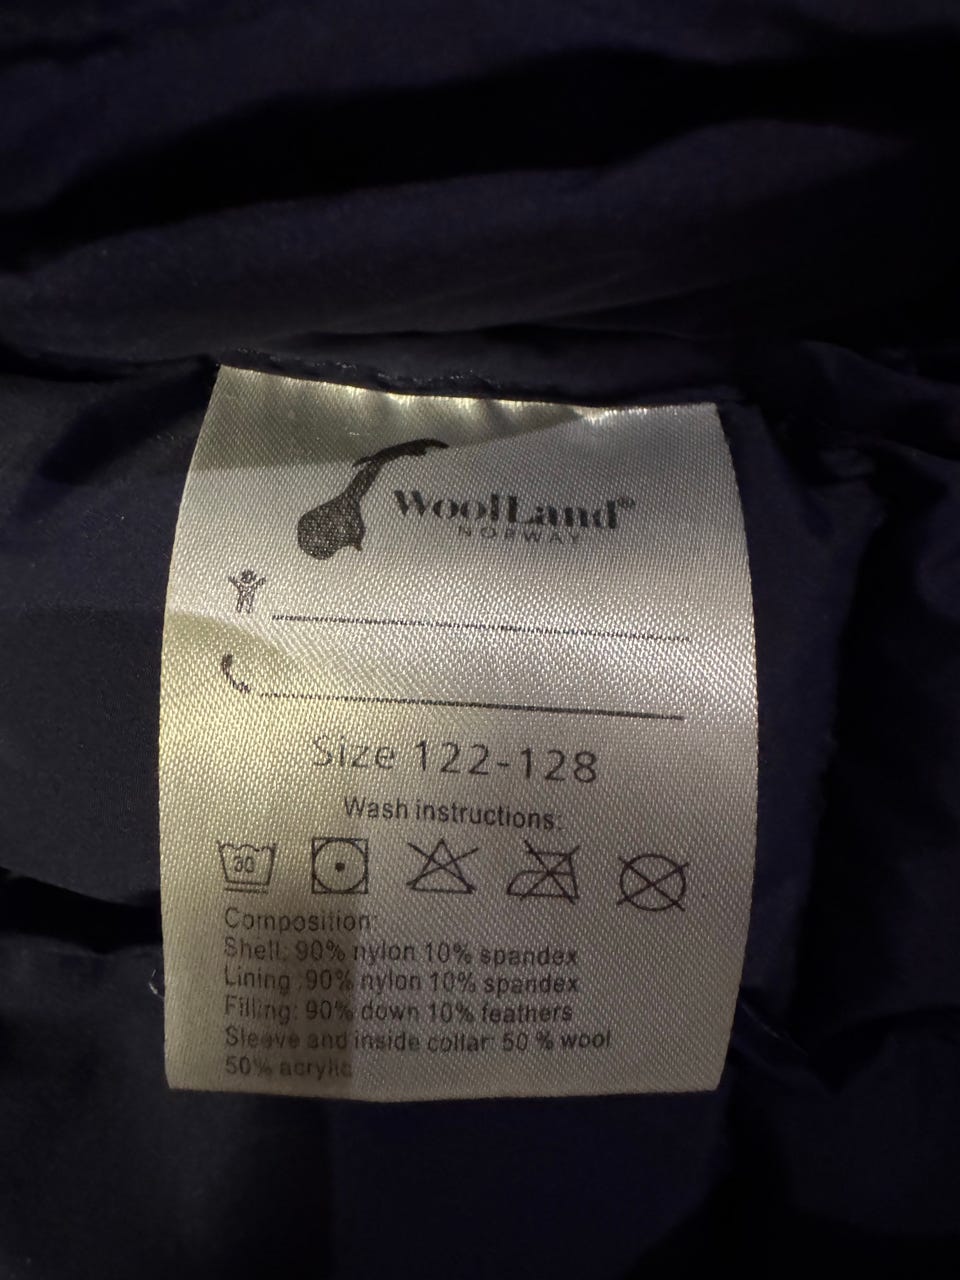 WoolLand®
NORWAY
Size 122-128
Wash instructions:
30
Composition:
Shell: 90% nylon 10% spandex
Lining :90% nylon 10% spandex
Filling: 90% down 10% feathers
Sleeve and inside collar: 50 % wool
50% acrylic